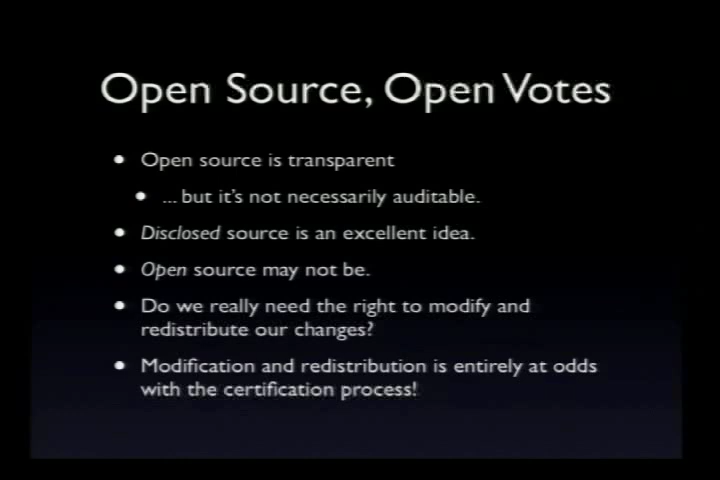 Open Source, Open Votes
• Open source is transparent
• ... but it's not necessarily auditable.
• Disclosed source is an excellent idea.
• Open source may not be.
• Do we really need the right to modify and
redistribute our changes?
• Modification and redistribution is entirely at odds
with the certification process!